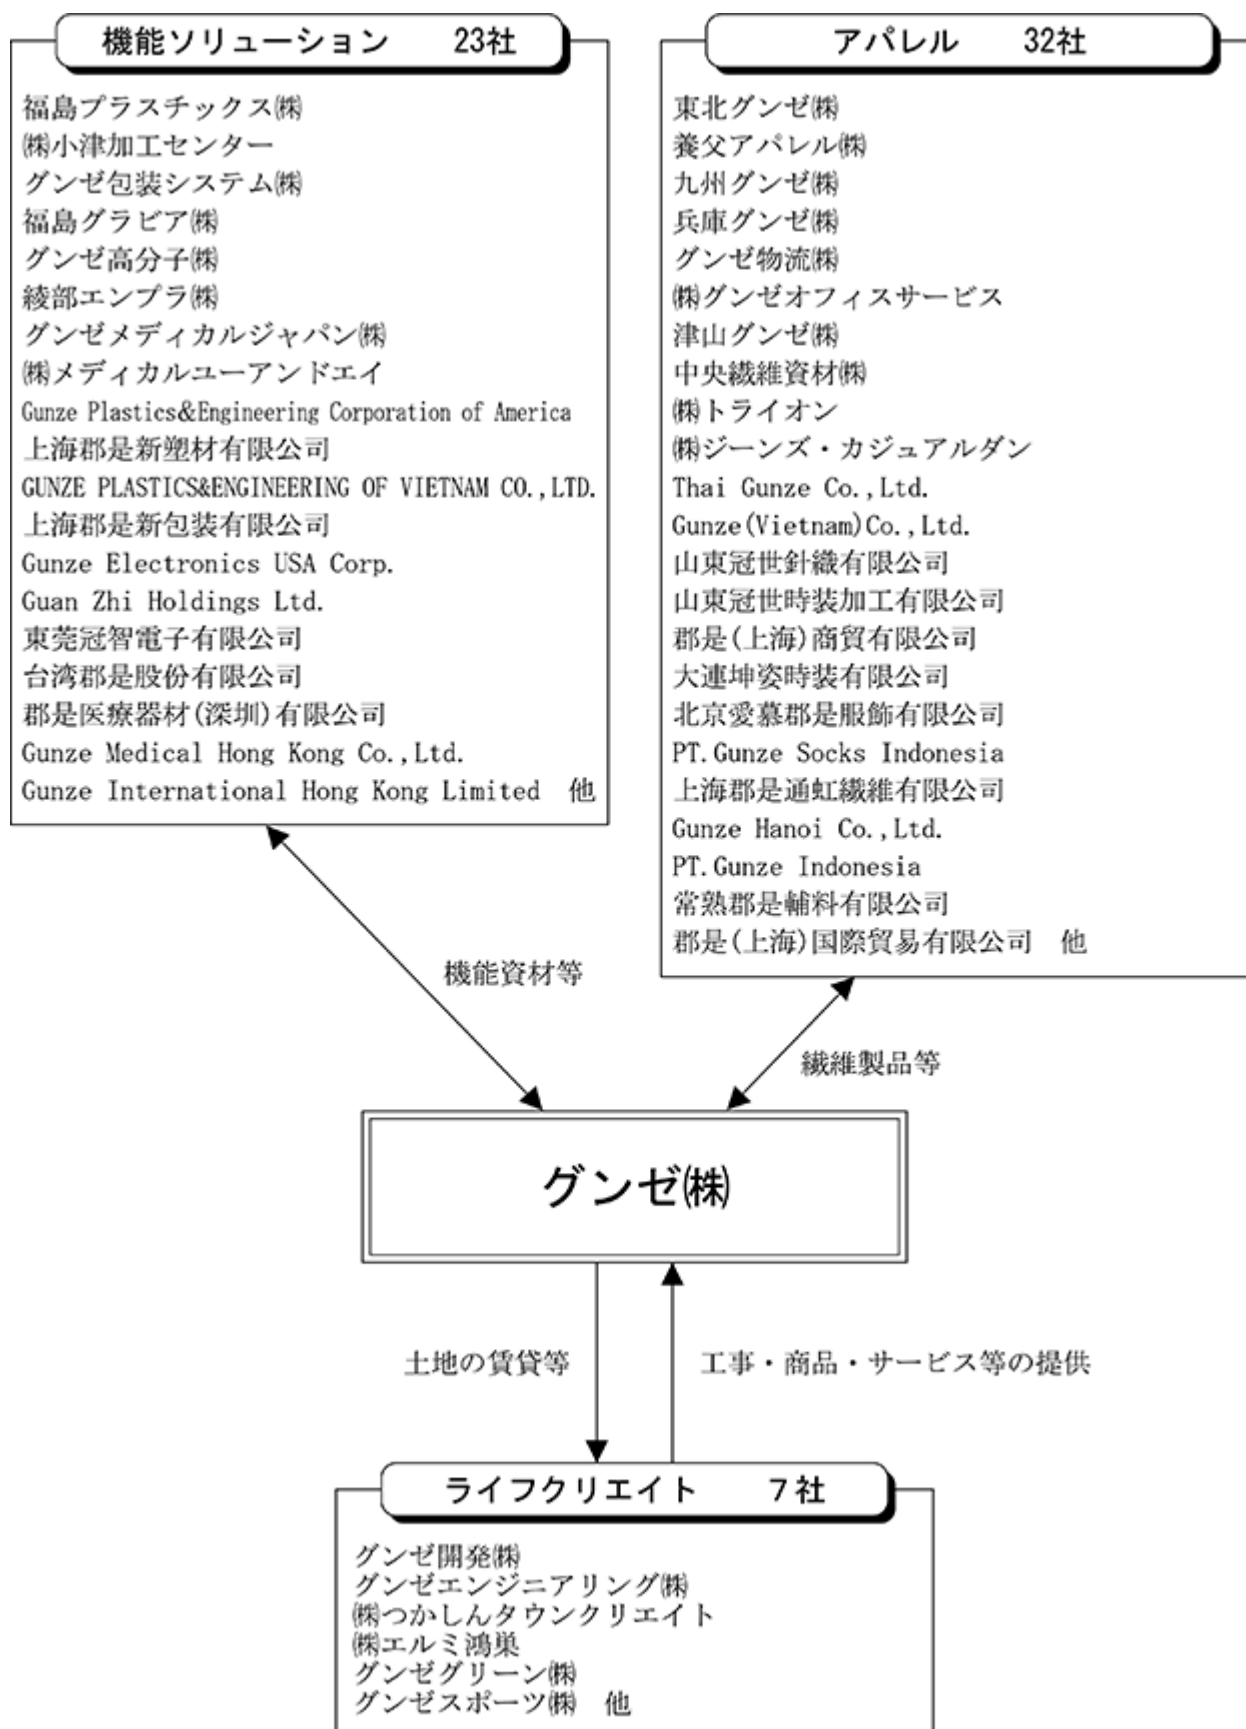 機能ソリューション　23社
福島プラスチックス㈱
㈱小津加工センター
グンゼ包装システム㈱
福島グラビア㈱
グンゼ高分子㈱
綾部エンプラ㈱
グンゼメディカルジャパン㈱
㈱メディカルユーアンドエイ
Gunze Plastics&Engineering Corporation of America
上海郡是新塑材有限公司
GUNZE PLASTICS&ENGINEERING OF VIETNAM CO.,LTD.
上海郡是新包装有限公司
Gunze Electronics USA Corp.
Guan Zhi Holdings Ltd.
東莞冠智電子有限公司
台湾郡是股份有限公司
郡是医療器材(深圳)有限公司
Gunze Medical Hong Kong Co.,Ltd.
Gunze International Hong Kong Limited　他
アパレル　32社
東北グンゼ㈱
養父アパレル㈱
九州グンゼ㈱
兵庫グンゼ㈱
グンゼ物流㈱
㈱グンゼオフィスサービス
津山グンゼ㈱
中央繊維資材㈱
㈱トライオン
㈱ジーンズ・カジュアルダン
Thai Gunze Co.,Ltd.
Gunze(Vietnam)Co.,Ltd.
山東冠世針織有限公司
山東冠世時装加工有限公司
郡是(上海)商貿有限公司
大連坤姿時装有限公司
北京愛慕郡是服飾有限公司
PT.Gunze Socks Indonesia
上海郡是通虹繊維有限公司
Gunze Hanoi Co.,Ltd.
PT.Gunze Indonesia
常熟郡是輔料有限公司
郡是(上海)国際貿易有限公司　他
機能資材等
繊維製品等
グンゼ㈱
土地の賃貸等
工事・商品・サービス等の提供
ライフクリエイト　７社
グンゼ開発㈱
グンゼエンジニアリング㈱
㈱つかしんタウンクリエイト
㈱エルミ鴻巣
グンゼグリーン㈱
グンゼスポーツ㈱　他